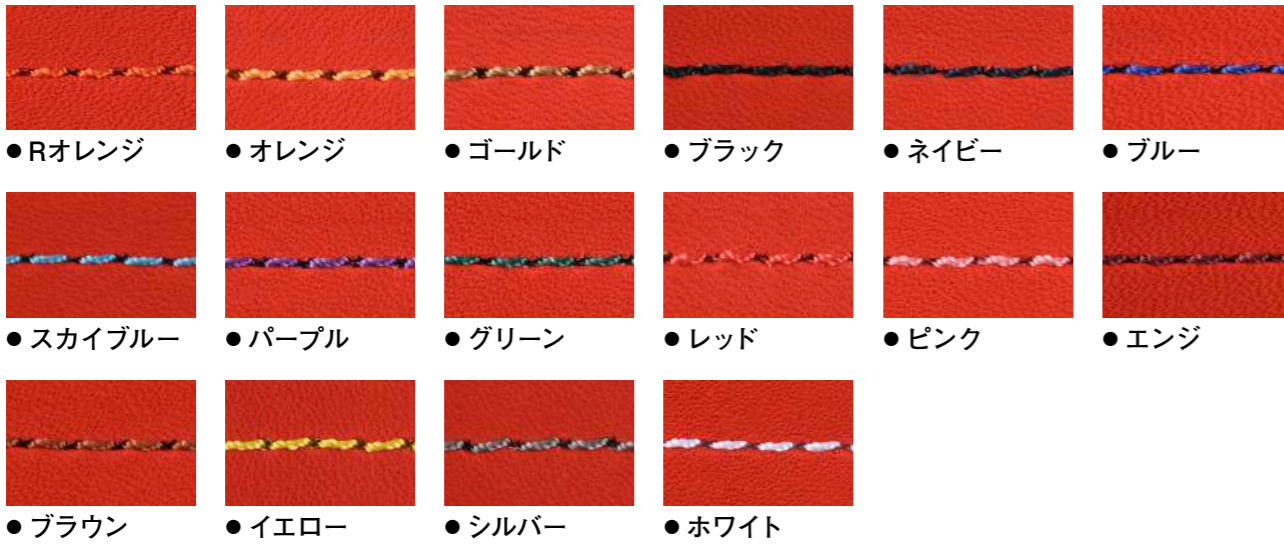 ● Rオレンジ
● オレンジ
● ゴールド
● ブラック
● ネイビー
● ブルー
● スカイブルー
● パープル
● グリーン
● レッド
● ピンク
● エンジ
● ブラウン
● イエロー
● シルバー
● ホワイト